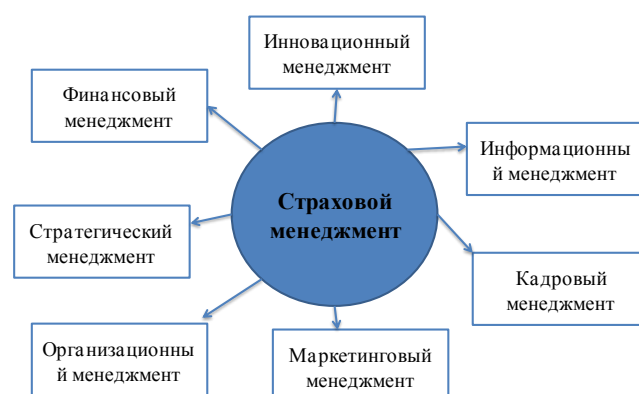 Инновационный
менеджмент
Финансовый
менеджмент
Информационны
й менеджмент
Страховой
менеджмент
Стратегический
менеджмент
Кадровый
менеджмент
Организационны
й менеджмент
Маркетинговый
менеджмент